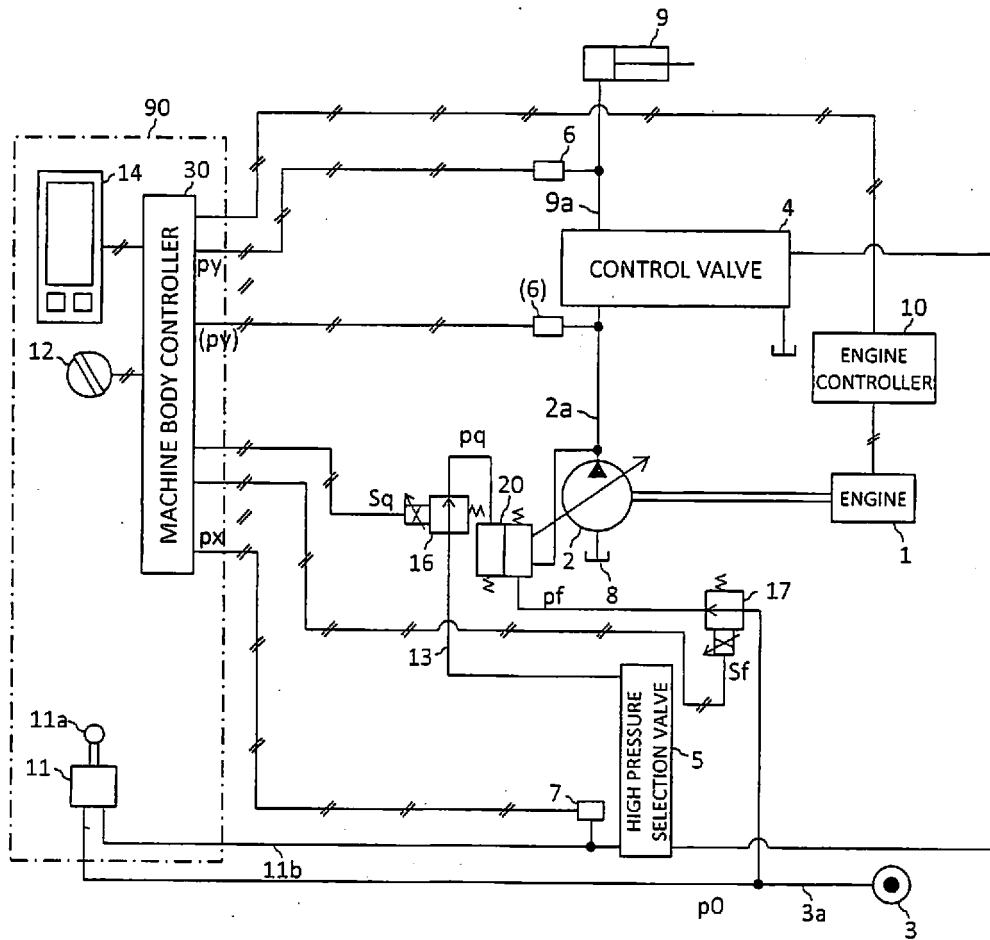 9
90
6
14
30
9a
4
py
CONTROL VALVE
(6)
10
(py)
12
ENGINE CONTROLLER
MACHINE BODY CONTROLLER
2a
pq
20
Sq
ENGINE
px
16
2
8
1
pf
17
13
Sf
11a
HIGH PRESSURE SELECTION VALVE
5
11
7
11b
p0
3a
3